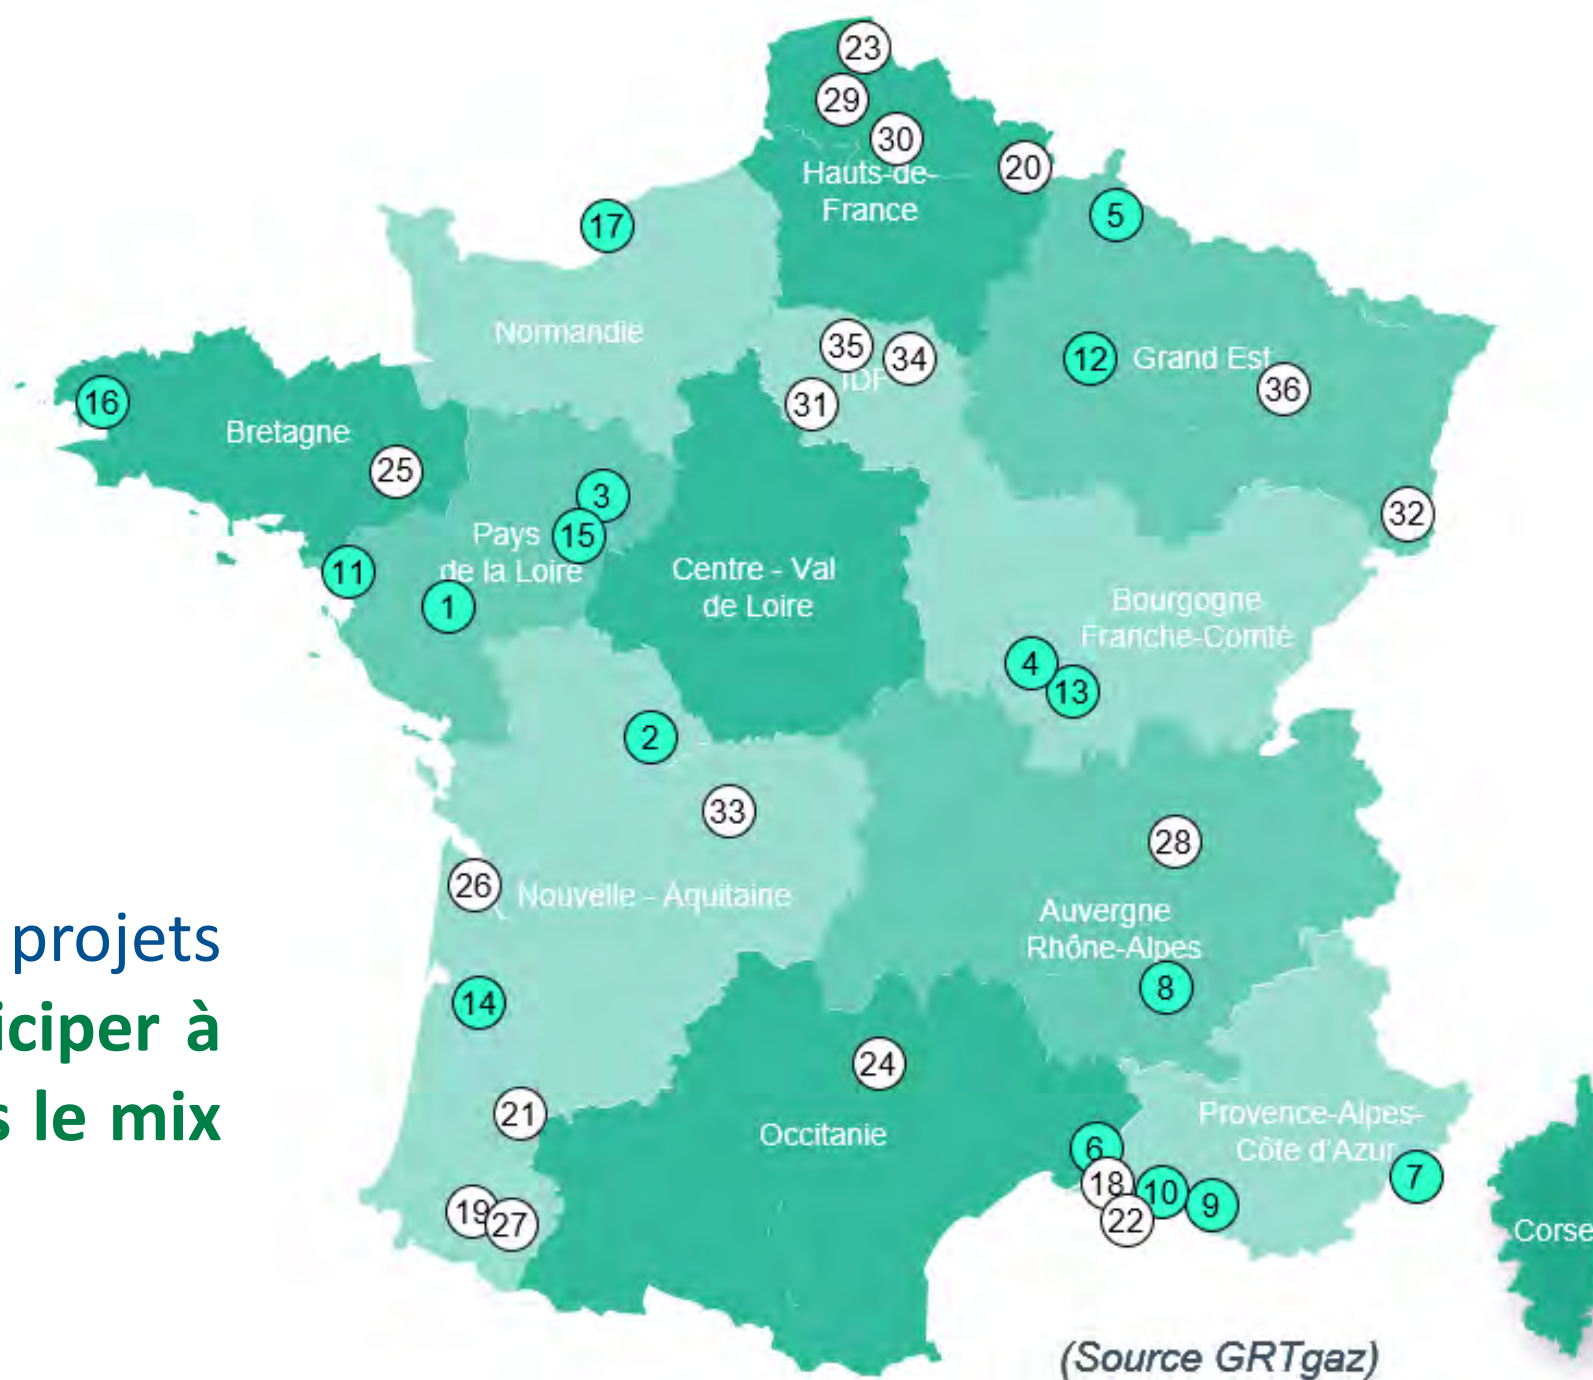 23
29
30
20
Hauts-de-
France
5
17
Normandie
35
34
IDF
31
12
Grand Est
36
16
Bretagne
25
3
15
Pays
de la Loire
11
1
Centre - Val
de Loire
32
Bourgogne
Franche-Comté
4
13
2
33
28
26
Nouvelle - Aquitaine
Auvergne
Rhône-Alpes
8
projets
iciper à
s le mix
14
24
21
Occitanie
Provence-Alpes-
Côte d'Azur
6
18
10
9
7
22
19
27
Corse
(Source GRTgaz)